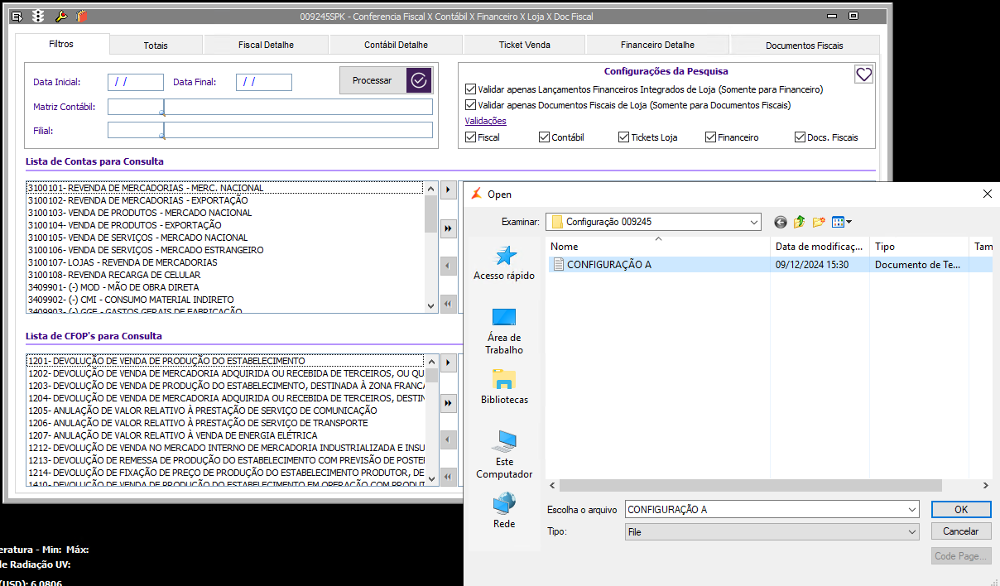 009245SPK - Conferencia Fiscal X Contábil X Financeiro X Loja X Doc Fiscal
Filtros
Totais
Fiscal Detalhe
Contábil Detalhe
Ticket Venda
Financeiro Detalhe
Documentos Fiscais
Data Inicial:
/ /
Data Final:
/ /
Processar
Matriz Contábil:
Filial:
Configurações da Pesquisa
Validar apenas Lançamentos Financeiros Integrados de Loja (Somente para Financeiro)
Validar apenas Documentos Fiscais de Loja (Somente para Documentos Fiscais)
Validações
Fiscal
Contábil
Tickets Loja
Financeiro
Docs. Fiscais
Lista de Contas para Consulta
3100101- REVENDA DE MERCADORIAS - MERC. NACIONAL
3100102- REVENDA DE MERCADORIAS - EXPORTAÇÃO
3100103- VENDA DE PRODUTOS - MERCADO NACIONAL
3100104- VENDA DE PRODUTOS - EXPORTAÇÃO
3100105- VENDA DE SERVIÇOS - MERCADO NACIONAL
3100106- VENDA DE SERVIÇOS - MERCADO ESTRANGEIRO
3100107- LOJAS - REVENDA DE MERCADORIAS
3100108- REVENDA RECARGA DE CELULAR
3409901- (-) MOD - MÃO DE OBRA DIRETA
3409902- (-) CMI - CONSUMO MATERIAL INDIRETO
3409903- (-) GGF - GASTOS GERAIS DE FABRICAÇÃO
Lista de CFOP's para Consulta
1201- DEVOLUÇÃO DE VENDA DE PRODUÇÃO DO ESTABELECIMENTO
1202- DEVOLUÇÃO DE VENDA DE MERCADORIA ADQUIRIDA OU RECEBIDA DE TERCEIROS, OU QU
1203- DEVOLUÇÃO DE VENDA DE PRODUÇÃO DO ESTABELECIMENTO, DESTINADA À ZONA FRANCA
1204- DEVOLUÇÃO DE VENDA DE MERCADORIA ADQUIRIDA OU RECEBIDA DE TERCEIROS, DESTIN
1205- ANULAÇÃO DE VALOR RELATIVO À PRESTAÇÃO DE SERVIÇO DE COMUNICAÇÃO
1206- ANULAÇÃO DE VALOR RELATIVO À PRESTAÇÃO DE SERVIÇO DE TRANSPORTE
1207- ANULAÇÃO DE VALOR RELATIVO À VENDA DE ENERGIA ELÉTRICA
1212- DEVOLUÇÃO DE VENDA NO MERCADO INTERNO DE MERCADORIA INDUSTRIALIZADA E INSU
1213- DEVOLUÇÃO DE REMESSA DE PRODUÇÃO DO ESTABELECIMENTO COM PREVISÃO DE POSTE
1214- DEVOLUÇÃO DE FIXAÇÃO DE PREÇO DE PRODUÇÃO DO ESTABELECIMENTO PRODUTOR, DE
1410- DEVOLUÇÃO DE VENDA DE PRODUÇÃO DO ESTABELECIMENTO EM OPERAÇÃO COM PRODUT
Open
Examinar:
Configuração 009245
Nome
Data de modificaç...
Tipo
Tam
CONFIGURAÇÃO A
09/12/2024 15:30
Documento de Te...
Acesso rápido
Área de
Trabalho
Bibliotecas
Este
Computador
Rede
Escolha o arquivo
CONFIGURAÇÃO A
OK
Tipo:
File
Cancelar
Code Page...
eratura - Min: Máx:
de Radiação UV:
(USD): 6,0806